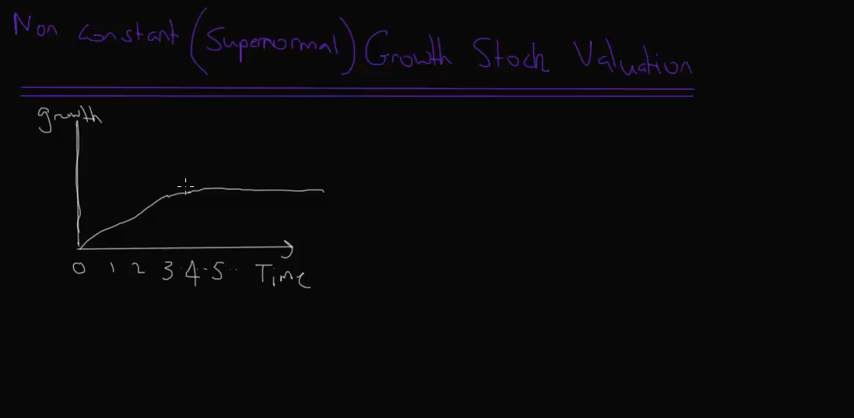 Non constant (Supernormal) Growth Stock Valuation
growth
0 1 2 3 4 5 Time